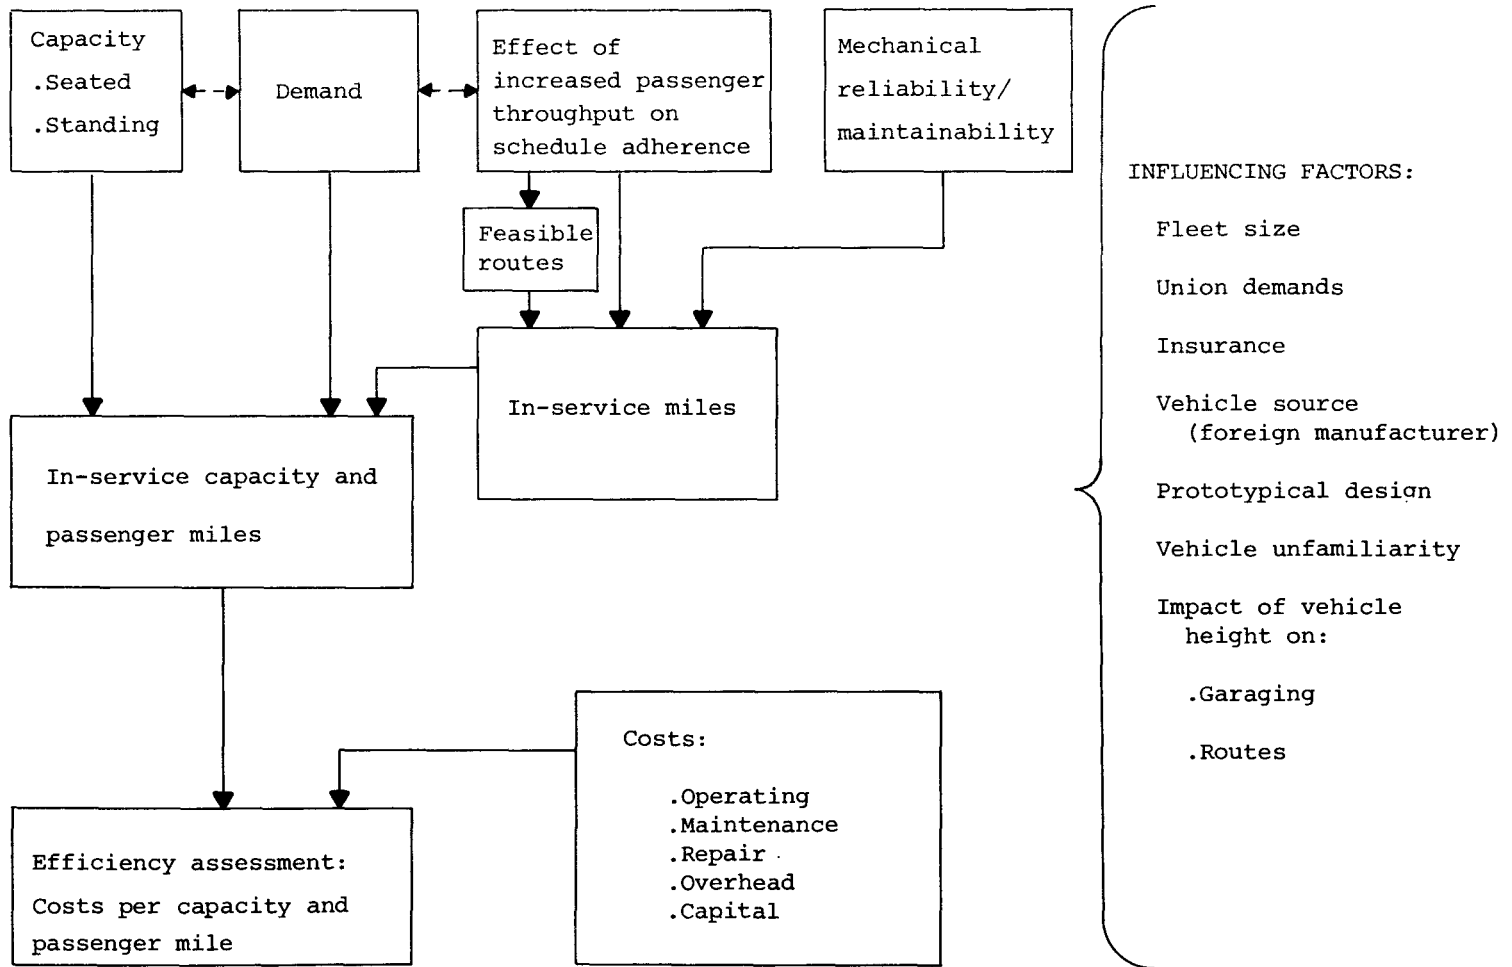 Capacity
.Seated
.Standing
Demand
Effect of
increased passenger
throughput on
schedule adherence
Mechanical
reliability/
maintainability
Feasible
routes
In-service miles
In-service capacity and
passenger miles
Costs:
.Operating
.Maintenance
.Repair
.Overhead
.Capital
Efficiency assessment:
Costs per capacity and
passenger mile
INFLUENCING FACTORS:
Fleet size
Union demands
Insurance
Vehicle source
(foreign manufacturer)
Prototypical design
Vehicle unfamiliarity
Impact of vehicle
height on:
.Garaging
.Routes